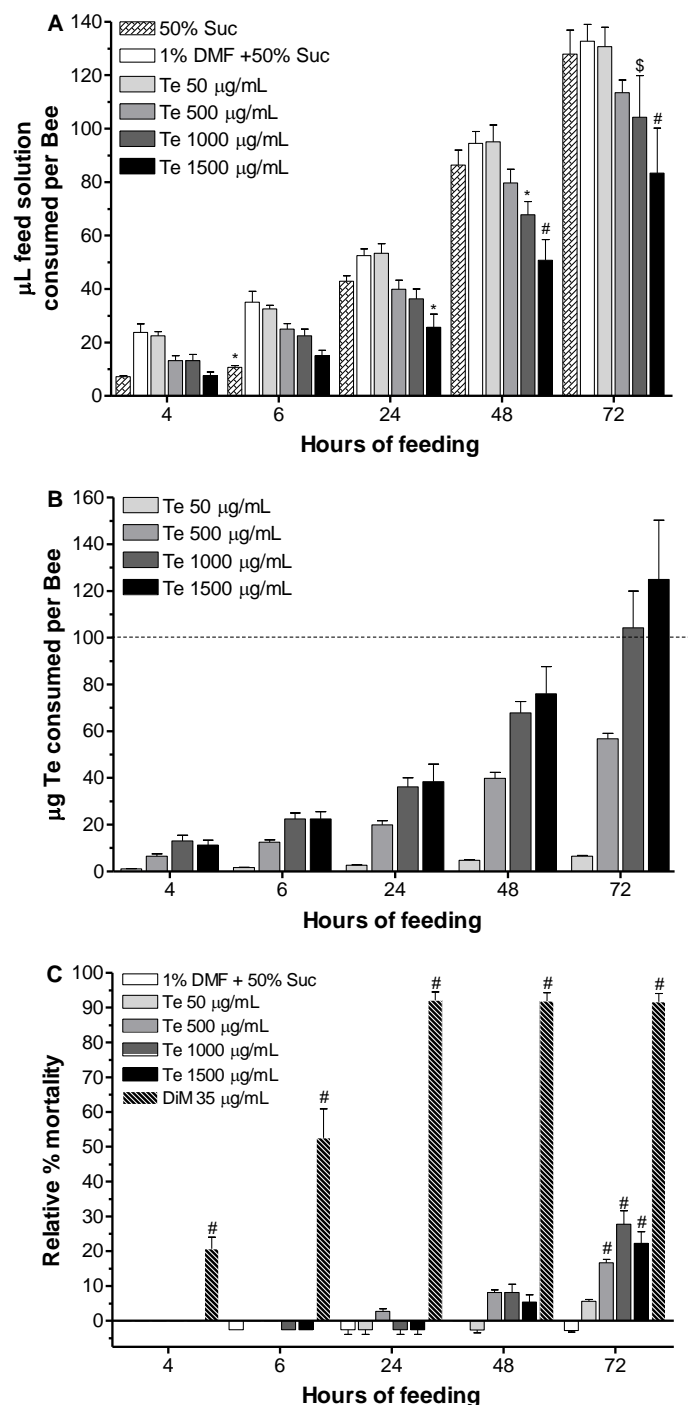 A
50% Suc
1% DMF +50% Suc
Te 50 μg/mL
Te 500 μg/mL
Te 1000 μg/mL
Te 1500 μg/mL
μL feed solution
consumed per Bee
140
120
100
80
60
40
20
0
*
*
*
#
$
#
4 6 24 48 72
Hours of feeding
B
Te 50 μg/mL
Te 500 μg/mL
Te 1000 μg/mL
Te 1500 μg/mL
μg Te consumed per Bee
160
140
120
100
80
60
40
20
0
4 6 24 48 72
Hours of feeding
C
1% DMF + 50% Suc
Te 50 μg/mL
Te 500 μg/mL
Te 1000 μg/mL
Te 1500 μg/mL
DiM 35 μg/mL
Relative % mortality
100
90
80
70
60
50
40
30
20
10
0
#
#
#
#
#
#
#
#
4 6 24 48 72
Hours of feeding